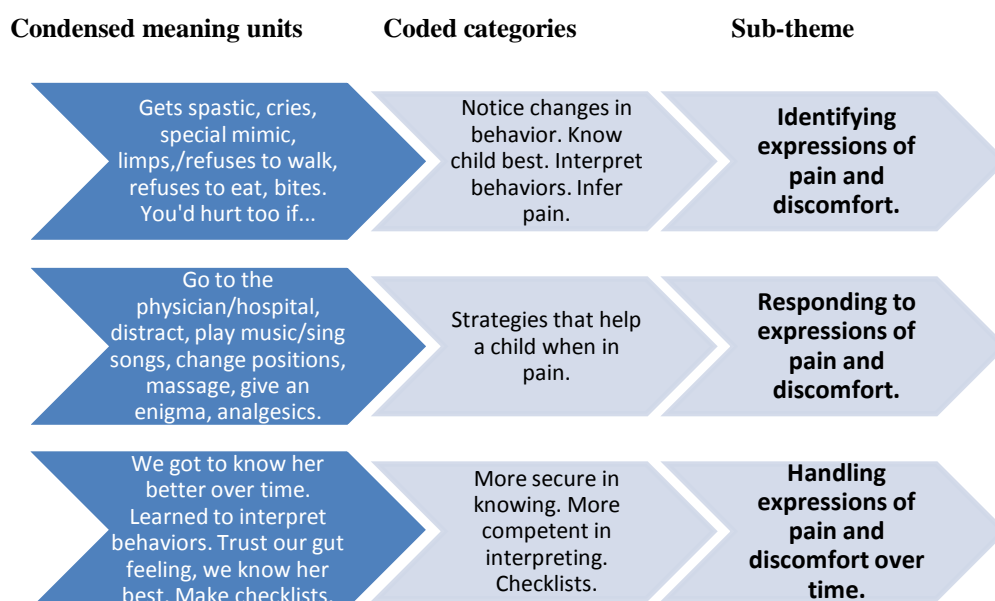 Condensed meaning units
Coded categories
Sub-theme
Gets spastic, cries,
special mimic,
limps,/refuses to walk,
refuses to eat, bites.
You'd hurt too if...
Notice changes in
behavior. Know
child best. Interpret
behaviors. Infer
pain.
Identifying
expressions of
pain and
discomfort.
Go to the
physician/hospital,
distract, play music/sing
songs, change positions,
massage, give an
enigma, analgesics.
Strategies that help
a child when in
pain.
Responding to
expressions of
pain and
discomfort.
We got to know her
better over time.
Learned to interpret
behaviors. Trust our gut
feeling, we know her
best. Make checklists.
More secure in
knowing. More
competent in
interpreting.
Checklists.
Handling
expressions of
pain and
discomfort over
time.